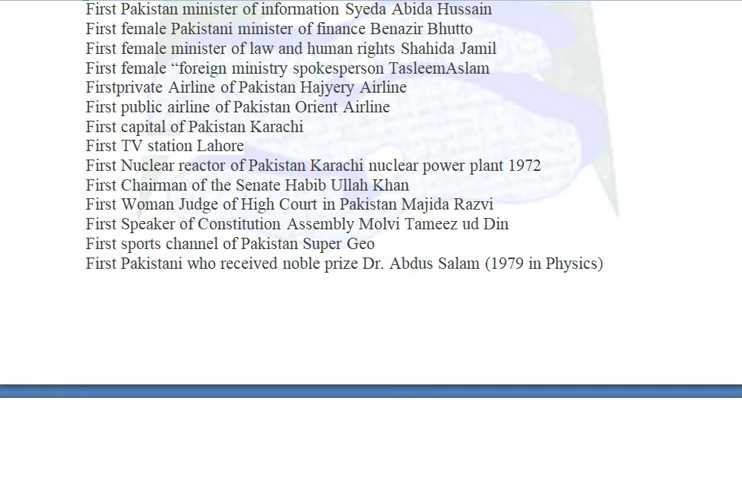 First Pakistan minister of information Syeda Abida Hussain
First female Pakistani minister of finance Benazir Bhutto
First female minister of law and human rights Shahida Jamil
First female “foreign ministry spokesperson TasleemAslam
Firstprivate Airline of Pakistan Hajyery Airline
First public airline of Pakistan Orient Airline
First capital of Pakistan Karachi
First TV station Lahore
First Nuclear reactor of Pakistan Karachi nuclear power plant 1972
First Chairman of the Senate Habib Ullah Khan
First Woman Judge of High Court in Pakistan Majida Razvi
First Speaker of Constitution Assembly Molvi Tameez ud Din
First sports channel of Pakistan Super Geo
First Pakistani who received noble prize Dr. Abdus Salam (1979 in Physics)